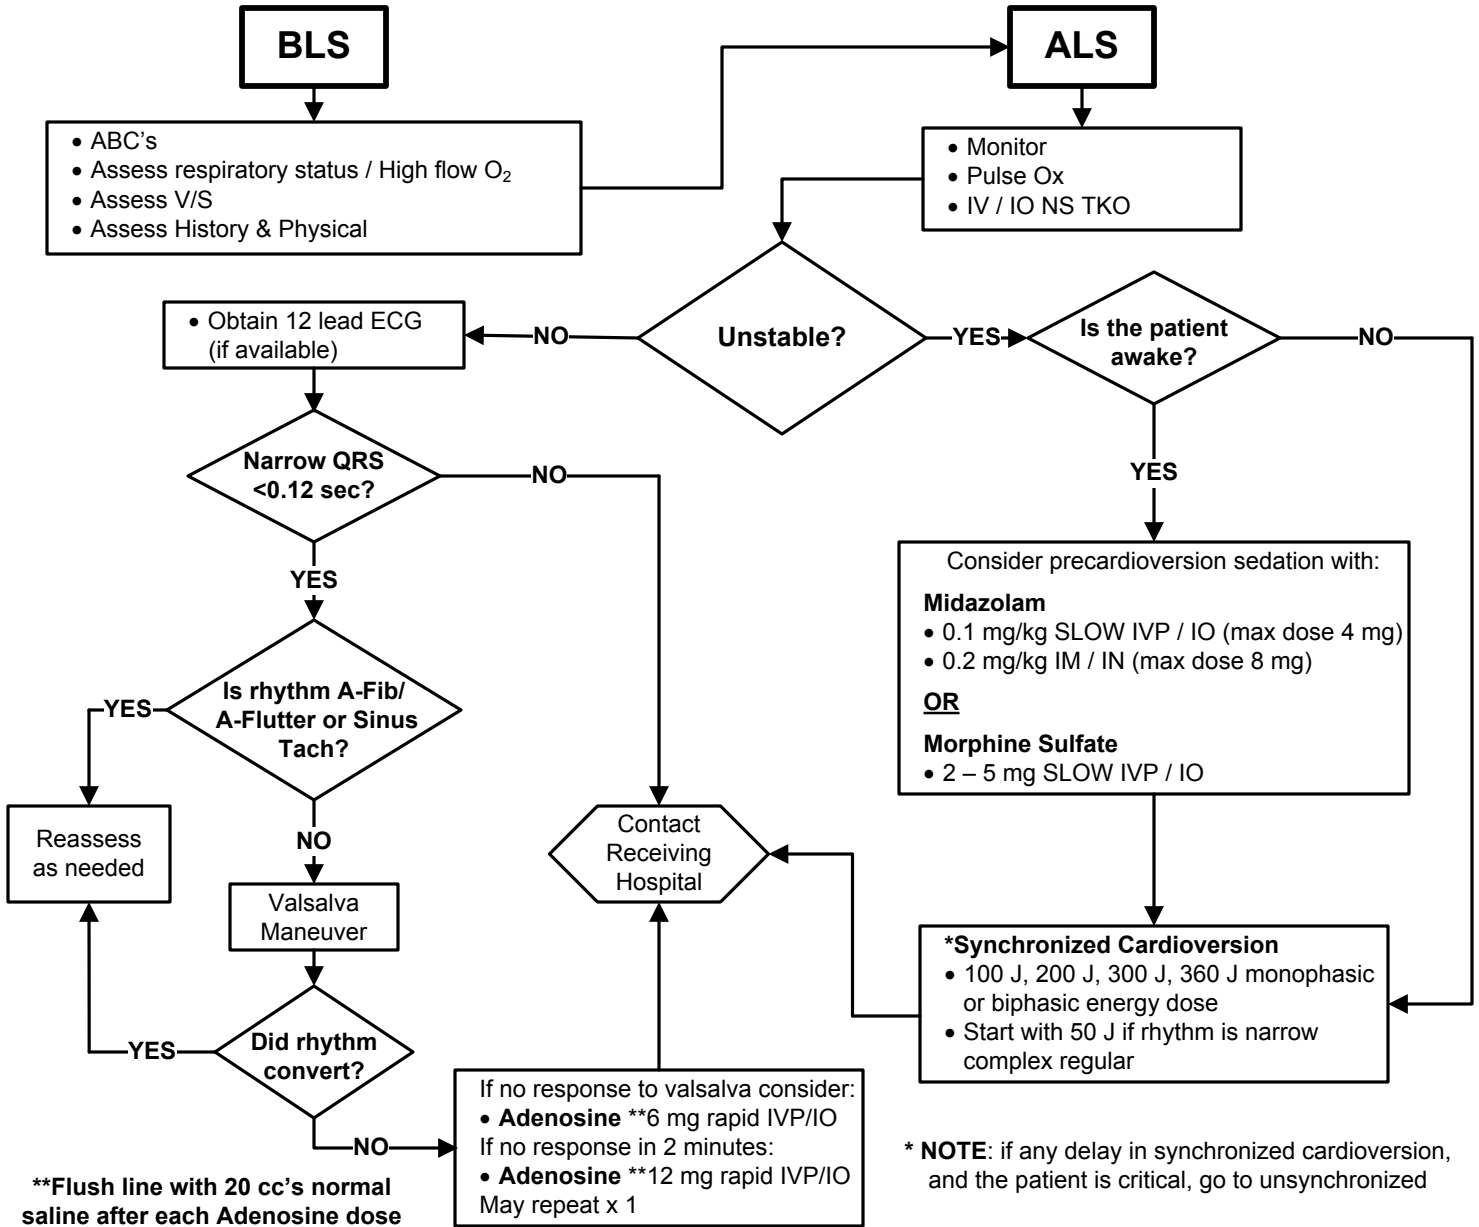 BLS
ALS
• ABC's
• Assess respiratory status / High flow O₂
• Assess V/S
• Assess History & Physical
• Monitor
• Pulse Ox
• IV / IO NS TKO
• Obtain 12 lead ECG
(if available)
NO
Unstable?
YES
Is the patient
awake?
NO
Narrow QRS
<0.12 sec?
NO
YES
YES
Consider precardioversion sedation with:
Midazolam
• 0.1 mg/kg SLOW IVP / IO (max dose 4 mg)
• 0.2 mg/kg IM / IN (max dose 8 mg)
OR
Morphine Sulfate
• 2 – 5 mg SLOW IVP / IO
Is rhythm A-Fib/
A-Flutter or Sinus
Tach?
YES
NO
Reassess
as needed
Valsalva
Maneuver
Contact
Receiving
Hospital
*Synchronized Cardioversion
• 100 J, 200 J, 300 J, 360 J monophasic
or biphasic energy dose
• Start with 50 J if rhythm is narrow
complex regular
Did rhythm
convert?
YES
NO
If no response to valsalva consider:
• Adenosine **6 mg rapid IVP/IO
If no response in 2 minutes:
• Adenosine **12 mg rapid IVP/IO
May repeat x 1
* NOTE: if any delay in synchronized cardioversion,
and the patient is critical, go to unsynchronized
**Flush line with 20 cc's normal
saline after each Adenosine dose